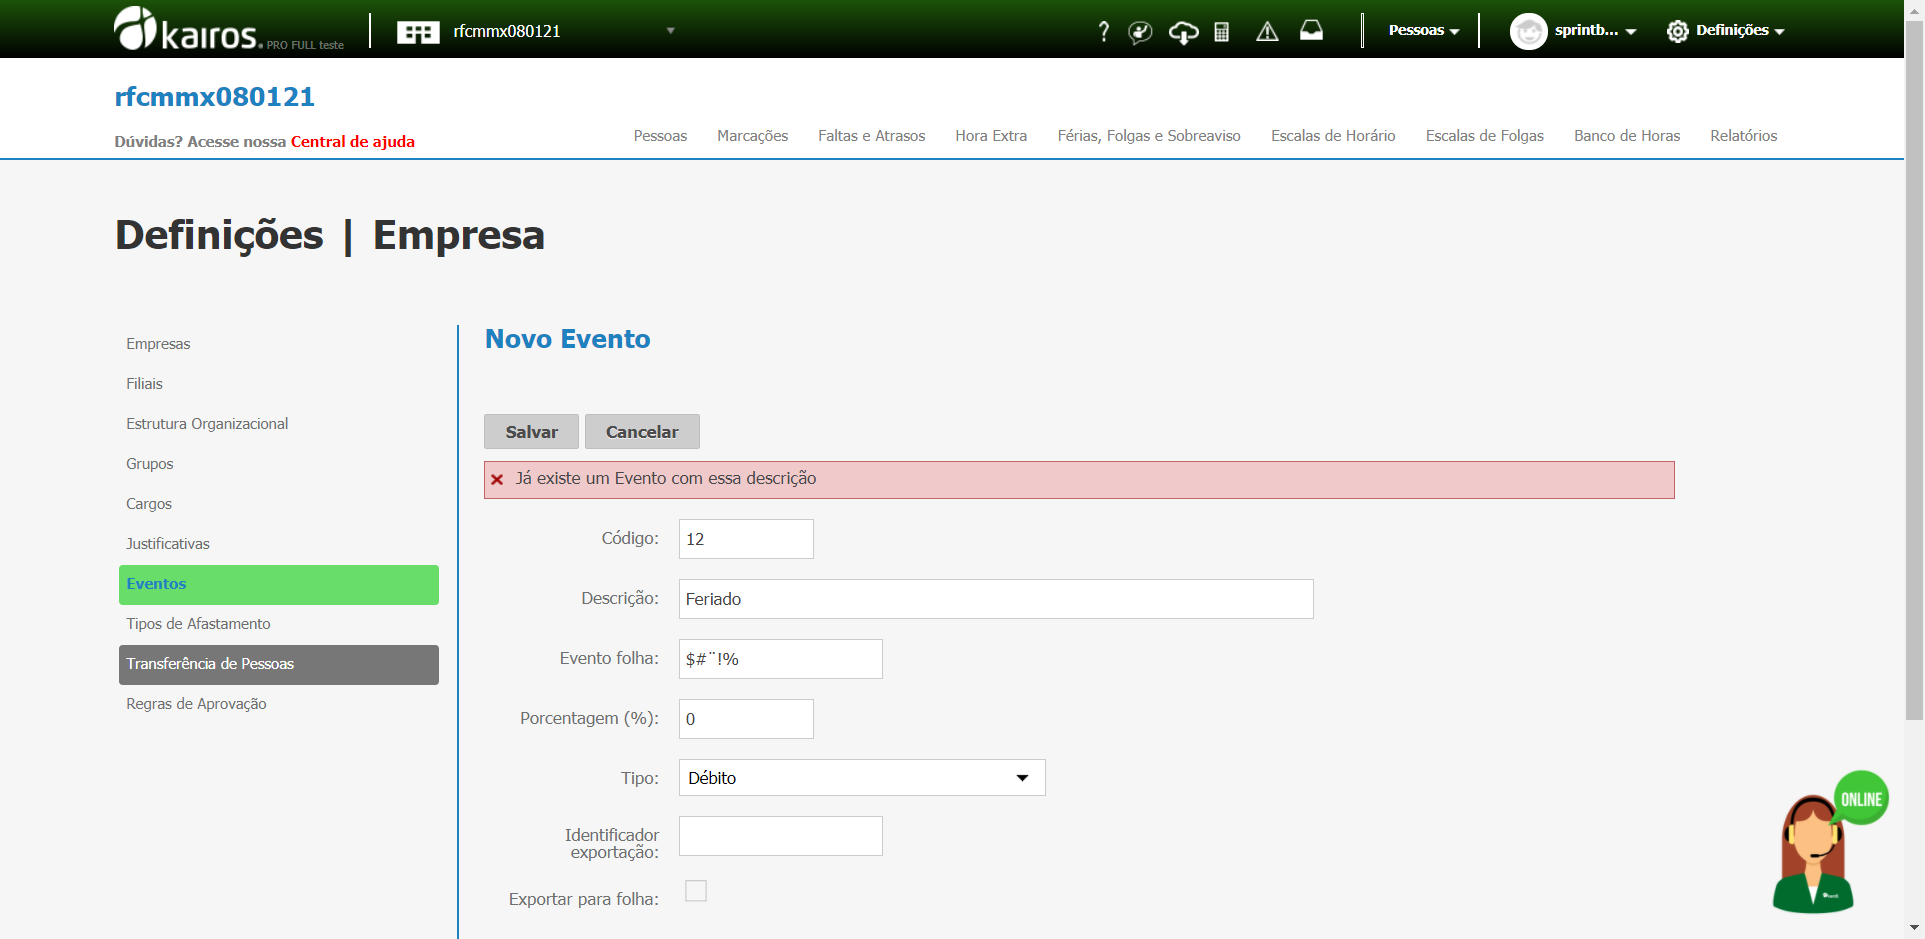 kairos. PRO FULL teste
rfcmmx080121
Pessoas
sprintb...
Definições
rfcmmx080121
Dúvidas? Acesse nossa Central de ajuda
Pessoas Marcações Faltas e Atrasos Hora Extra Férias, Folgas e Sobreaviso Escalas de Horário Escalas de Folgas Banco de Horas Relatórios
Definições | Empresa
Empresas
Filiais
Estrutura Organizacional
Grupos
Cargos
Justificativas
Eventos
Tipos de Afastamento
Transferência de Pessoas
Regras de Aprovação
Novo Evento
Salvar Cancelar
Já existe um Evento com essa descrição
Código: 12
Descrição: Feriado
Evento folha: $#¨!%
Porcentagem (%): 0
Tipo: Débito
Identificador
exportação:
Exportar para folha:
ONLINE